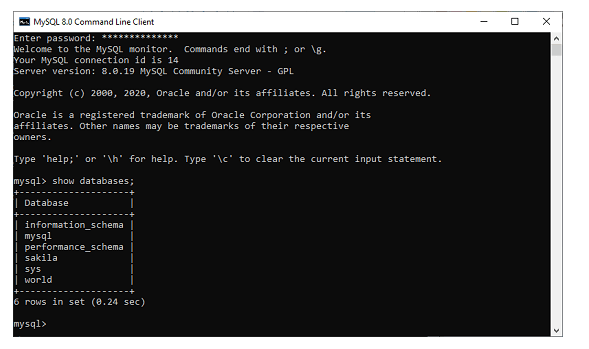 MySQL 8.0 Command Line Client
Enter password: **************
Welcome to the MySQL monitor.  Commands end with ; or \g.
Your MySQL connection id is 14
Server version: 8.0.19 MySQL Community Server - GPL
Copyright (c) 2000, 2020, Oracle and/or its affiliates. All rights reserved.
Oracle is a registered trademark of Oracle Corporation and/or its
affiliates. Other names may be trademarks of their respective
owners.
Type 'help;' or '\h' for help. Type '\c' to clear the current input statement.
mysql> show databases;
+--------------------+
| Database           |
+--------------------+
| information_schema |
| mysql              |
| performance_schema |
| sakila             |
| sys                |
| world              |
+--------------------+
6 rows in set (0.24 sec)
mysql>